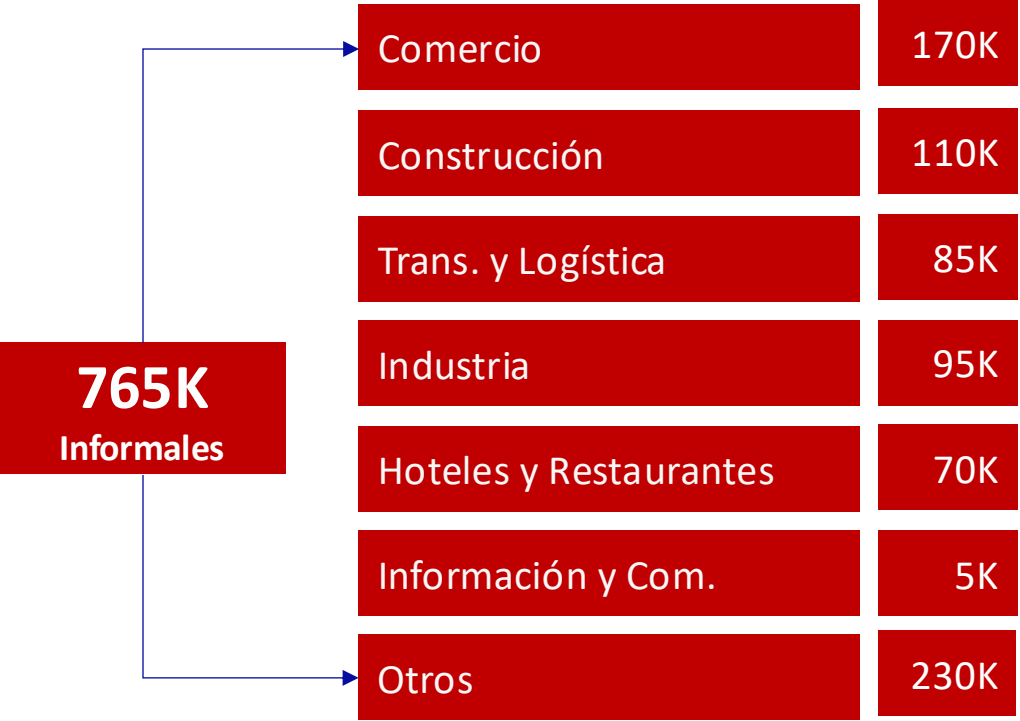 Comercio 170K
Construcción 110K
Trans. y Logística 85K
Industria 95K
765K
Informales
Hoteles y Restaurantes 70K
Información y Com. 5K
Otros 230K